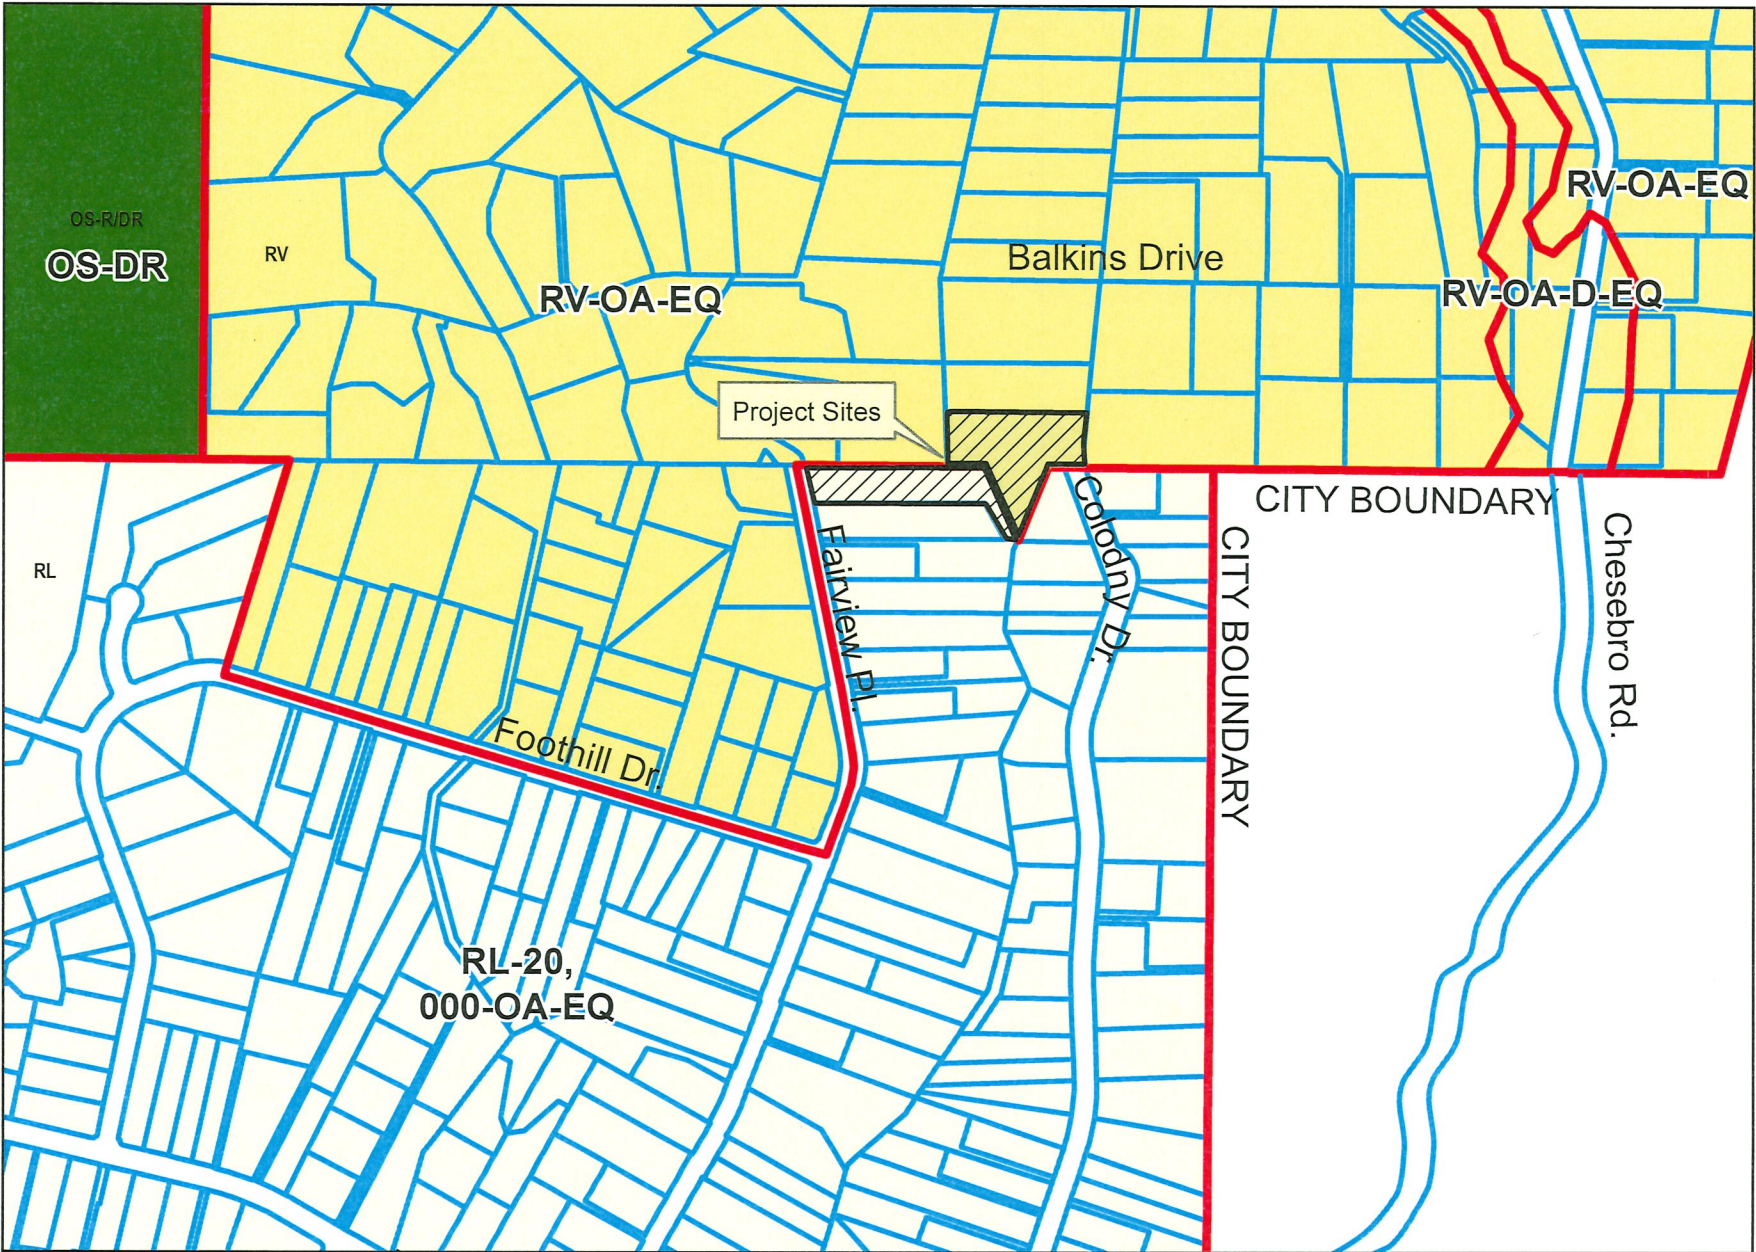 RV-OA-EQ
OS-R/DR
OS-DR
RV
Balkins Drive
RV-OA-EQ
RV-OA-D-EQ
Project Sites
CITY BOUNDARY
Colodny Dr.
Fairview Pl.
CITY BOUNDARY
Chesebro Rd.
RL
Foothill Dr.
RL-20,
000-OA-EQ